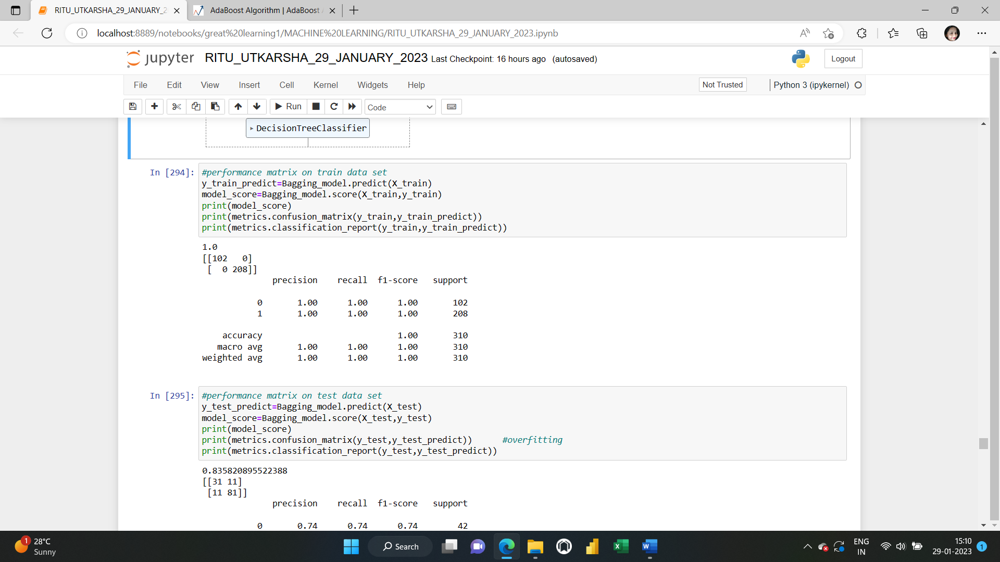 RITU_UTKARSHA_29_JANUARY_2
AdaBoost Algorithm | AdaBoost
localhost:8889/notebooks/great%20learning1/MACHINE%20LEARNING/RITU_UTKARSHA_29_JANUARY_2023.ipynb
jupyter RITU_UTKARSHA_29_JANUARY_2023 Last Checkpoint: 16 hours ago (autosaved)
Logout
File Edit View Insert Cell Kernel Widgets Help
Not Trusted
Python 3 (ipykernel)
Run
Code
DecisionTreeClassifier
In [294]:
#performance matrix on train data set
y_train_predict=Bagging_model.predict(X_train)
model_score=Bagging_model.score(X_train,y_train)
print(model_score)
print(metrics.confusion_matrix(y_train,y_train_predict))
print(metrics.classification_report(y_train,y_train_predict))
1.0
[[102   0]
 [  0 208]]
precision recall f1-score support
0 1.00 1.00 1.00 102
1 1.00 1.00 1.00 208
accuracy 1.00 310
macro avg 1.00 1.00 1.00 310
weighted avg 1.00 1.00 1.00 310
In [295]:
#performance matrix on test data set
y_test_predict=Bagging_model.predict(X_test)
model_score=Bagging_model.score(X_test,y_test)
print(model_score)
print(metrics.confusion_matrix(y_test,y_test_predict)) #overfitting
print(metrics.classification_report(y_test,y_test_predict))
0.835820895522388
[[31 11]
 [11 81]]
precision recall f1-score support
0 0.74 0.74 0.74 42
1
28°C
Sunny
Search
ENG
IN
15:10
29-01-2023
1